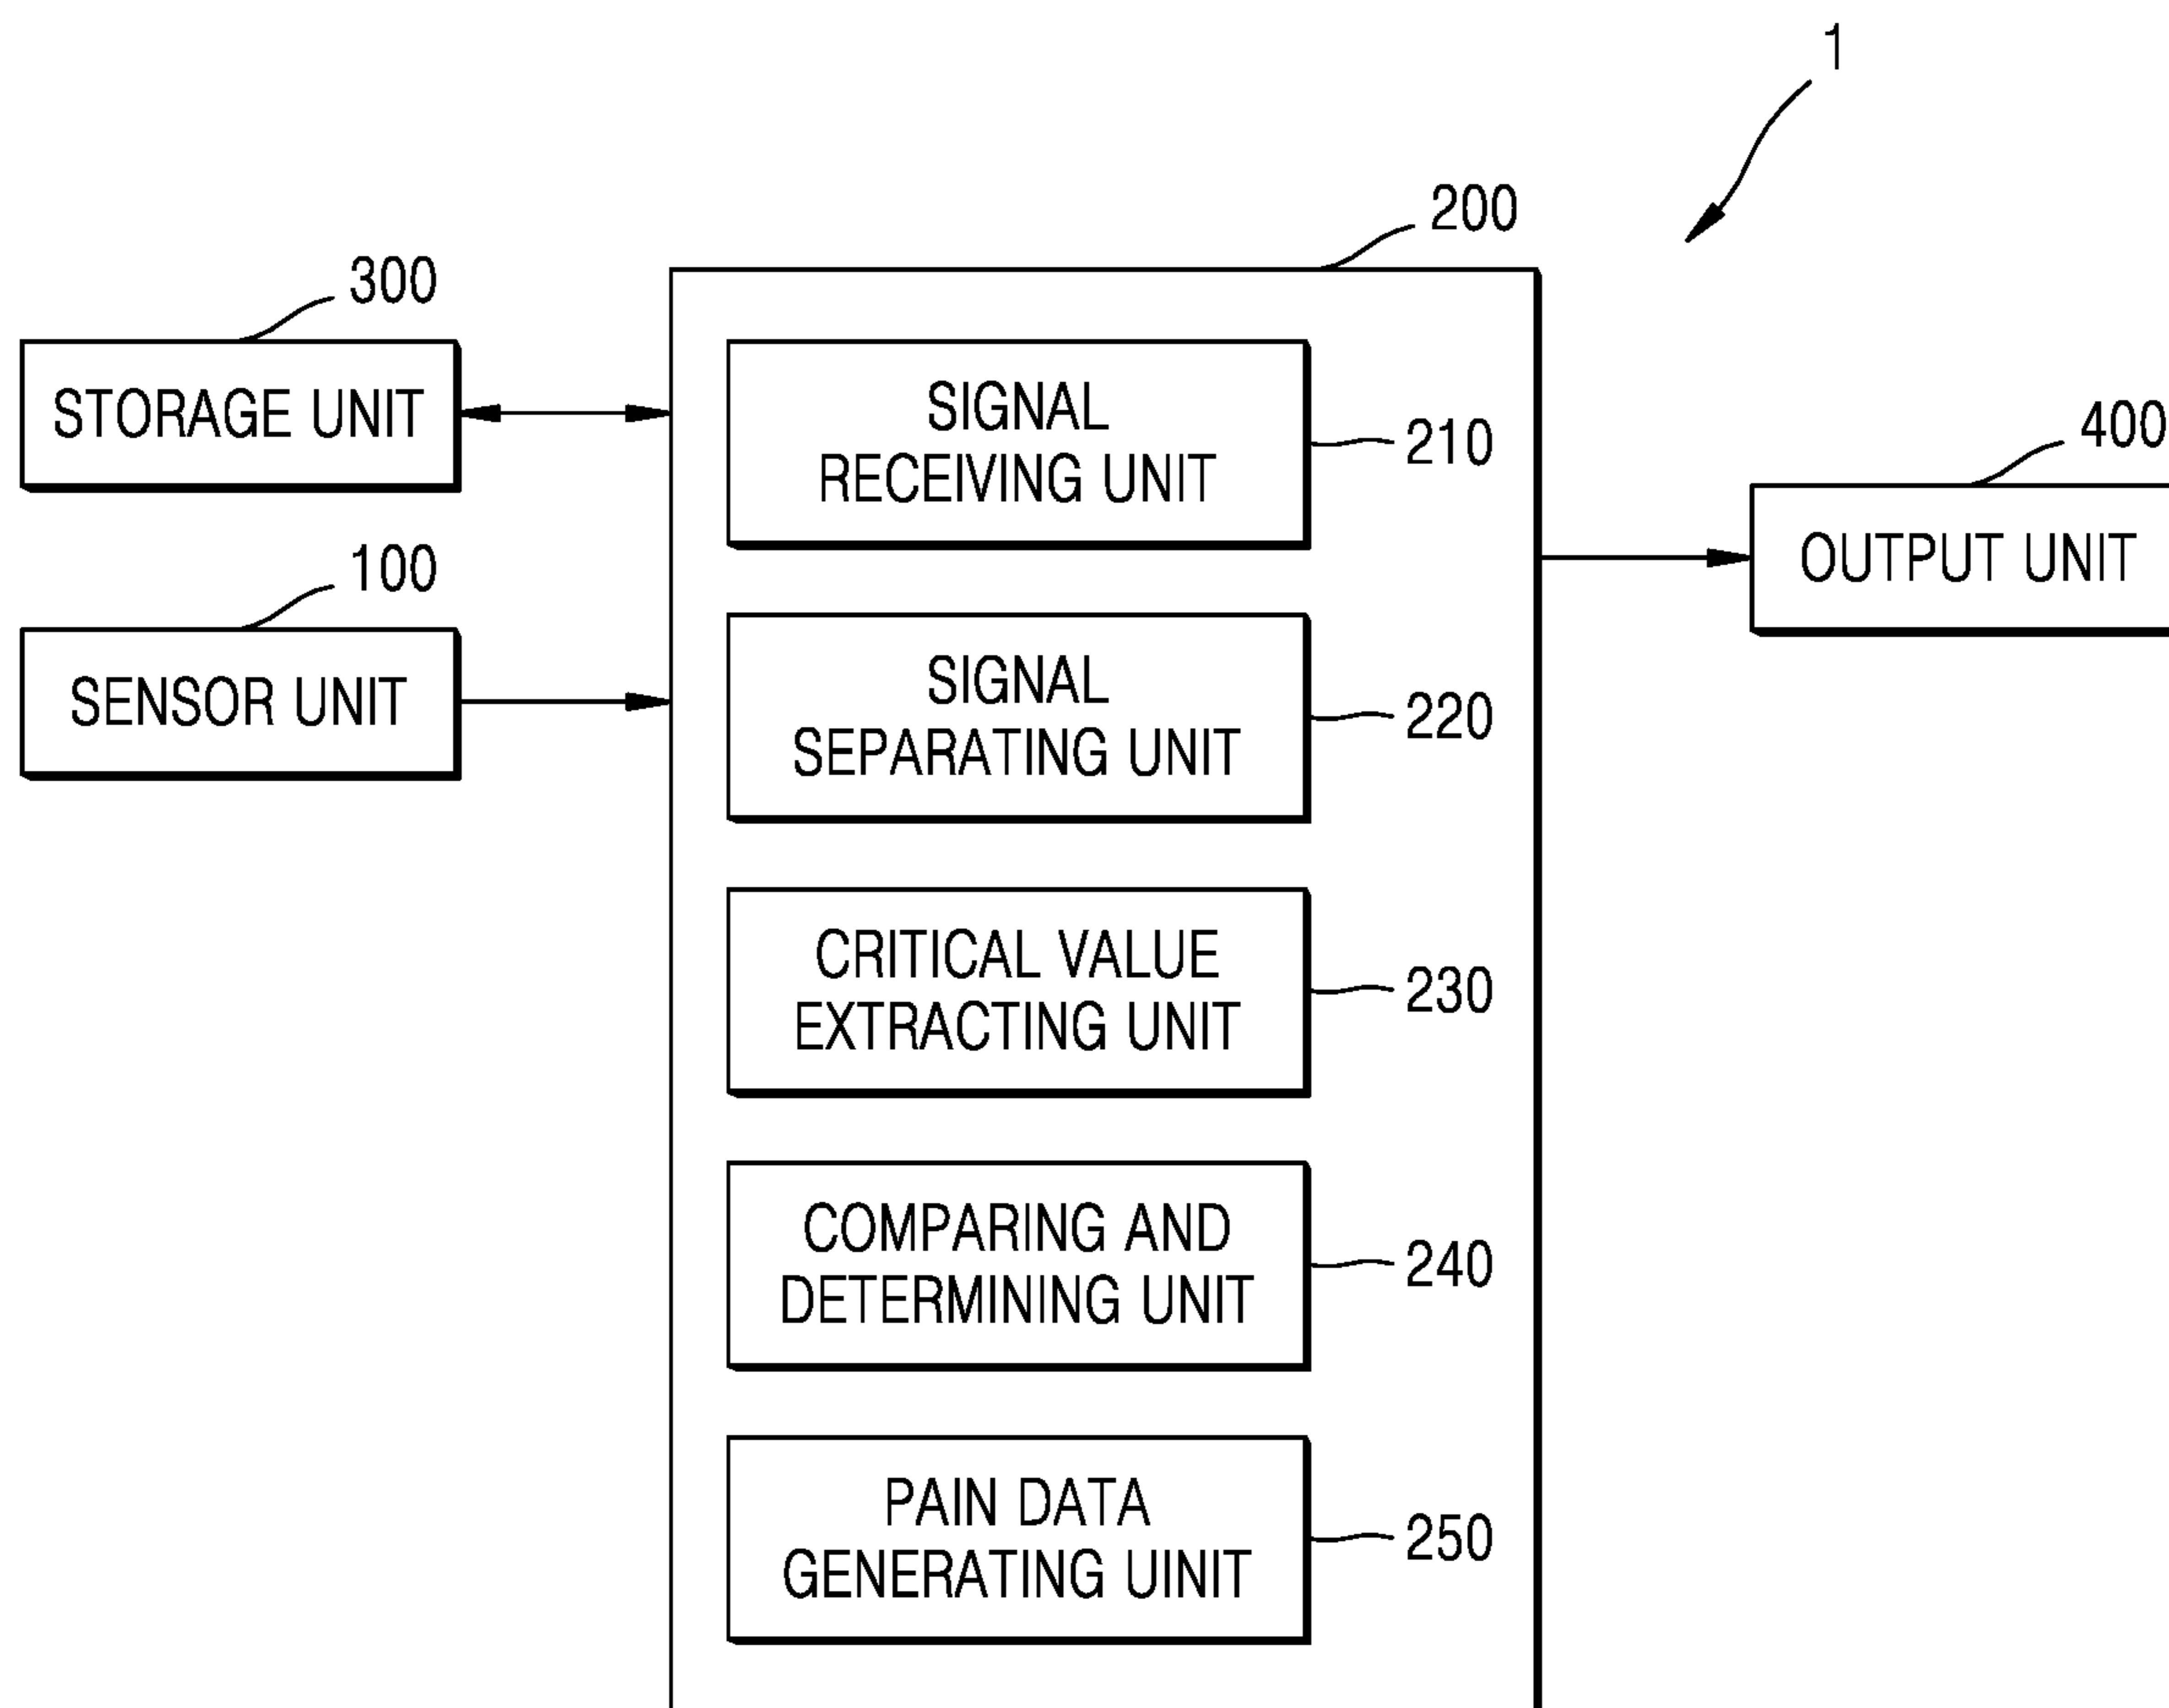 1
200
300
STORAGE UNIT
100
SENSOR UNIT
SIGNAL
RECEIVING UNIT
210
SIGNAL
SEPARATING UNIT
220
CRITICAL VALUE
EXTRACTING UNIT
230
COMPARING AND
DETERMINING UNIT
240
PAIN DATA
GENERATING UINIT
250
400
OUTPUT UNIT